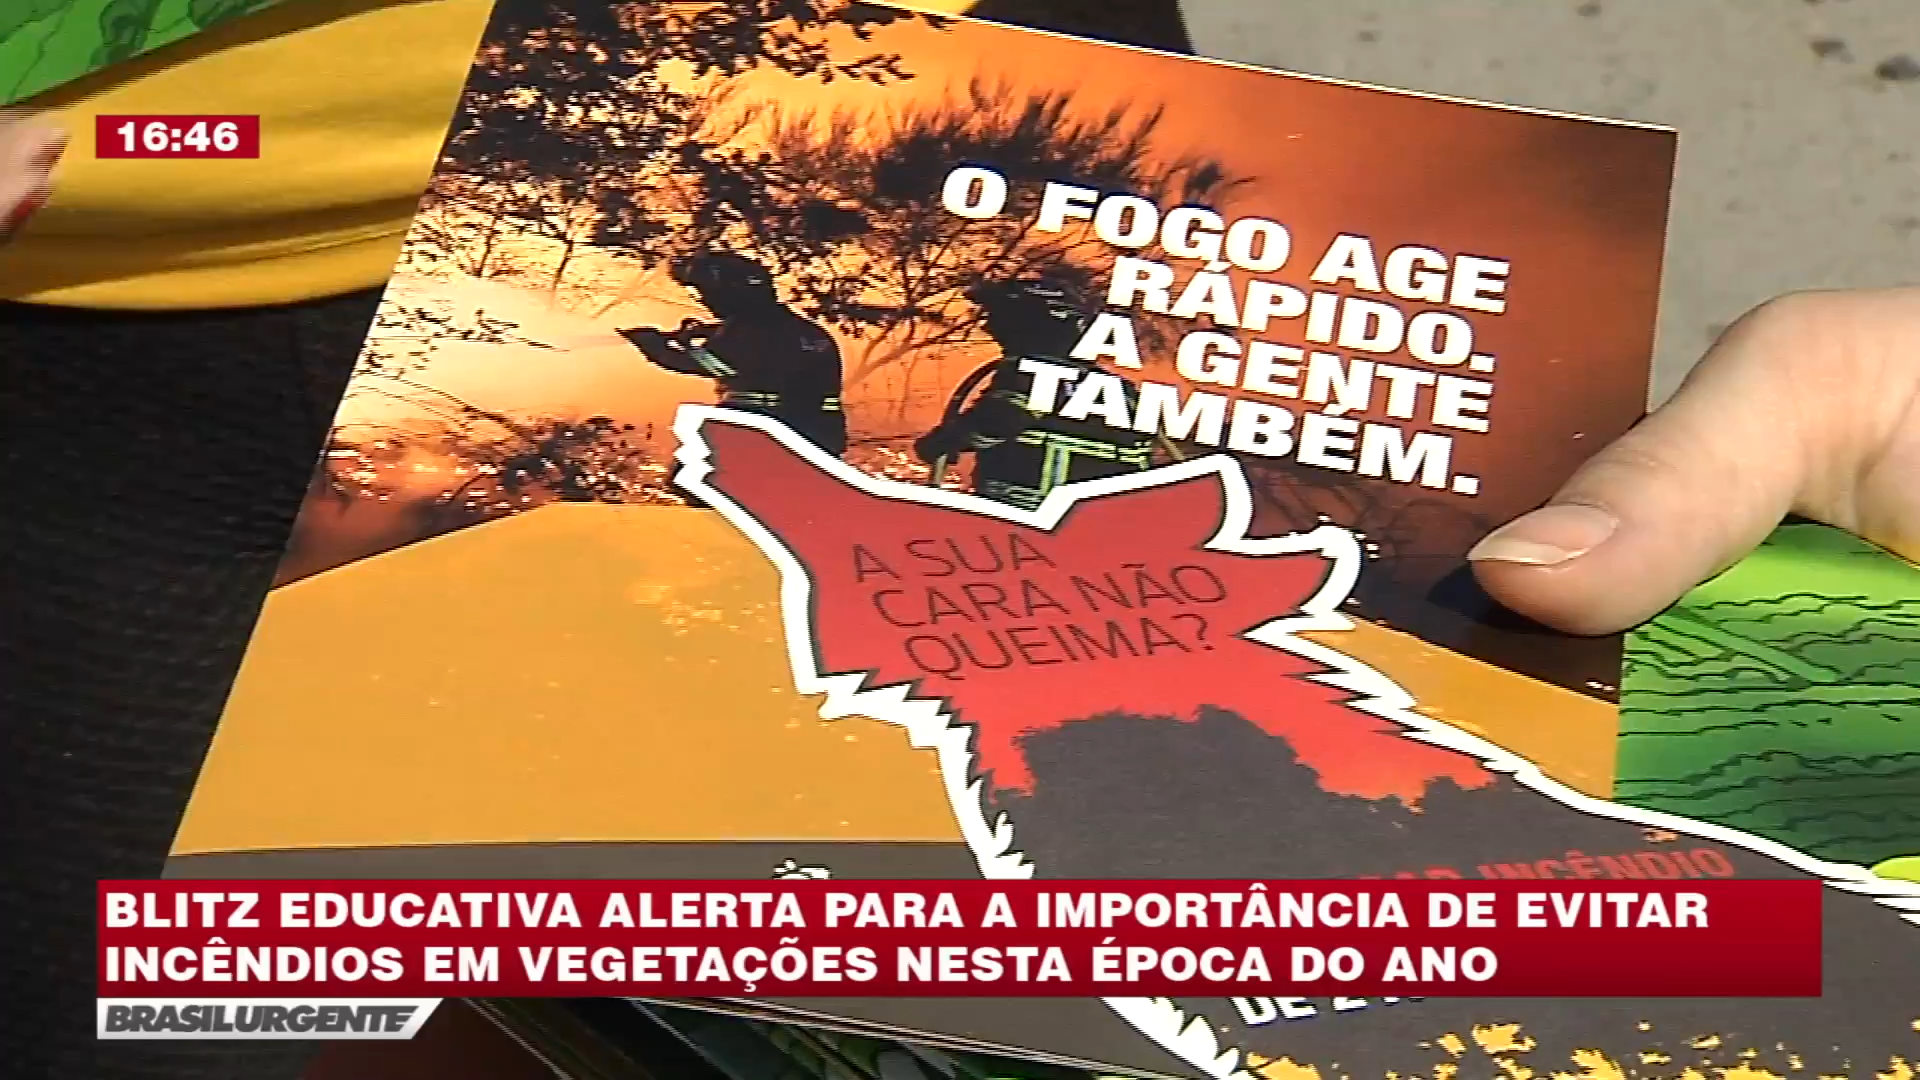 16:46
O FOGO AGE
RÁPIDO.
A GENTE
TAMBÉM.
A SUA
CARA NÃO
QUEIMA?
INCÊNDIO
BLITZ EDUCATIVA ALERTA PARA A IMPORTÂNCIA DE EVITAR
INCÊNDIOS EM VEGETAÇÕES NESTA ÉPOCA DO ANO
DE
BRASILURGENTE